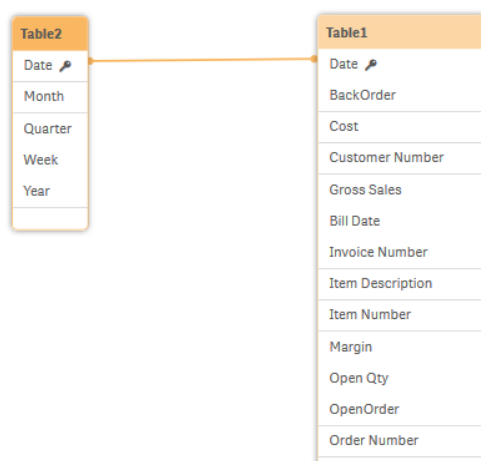 Table2
Date
Month
Quarter
Week
Year
Table1
Date
BackOrder
Cost
Customer Number
Gross Sales
Bill Date
Invoice Number
Item Description
Item Number
Margin
Open Qty
OpenOrder
Order Number